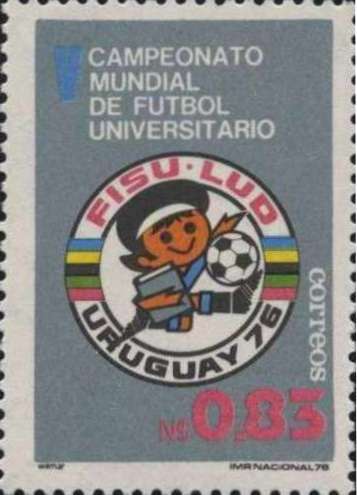 V CAMPEONATO
MUNDIAL
DE FUTBOL
UNIVERSITARIO
FISU·LUD
URUGUAY 76
correos
N$0,83
IMP.NACIONAL 76